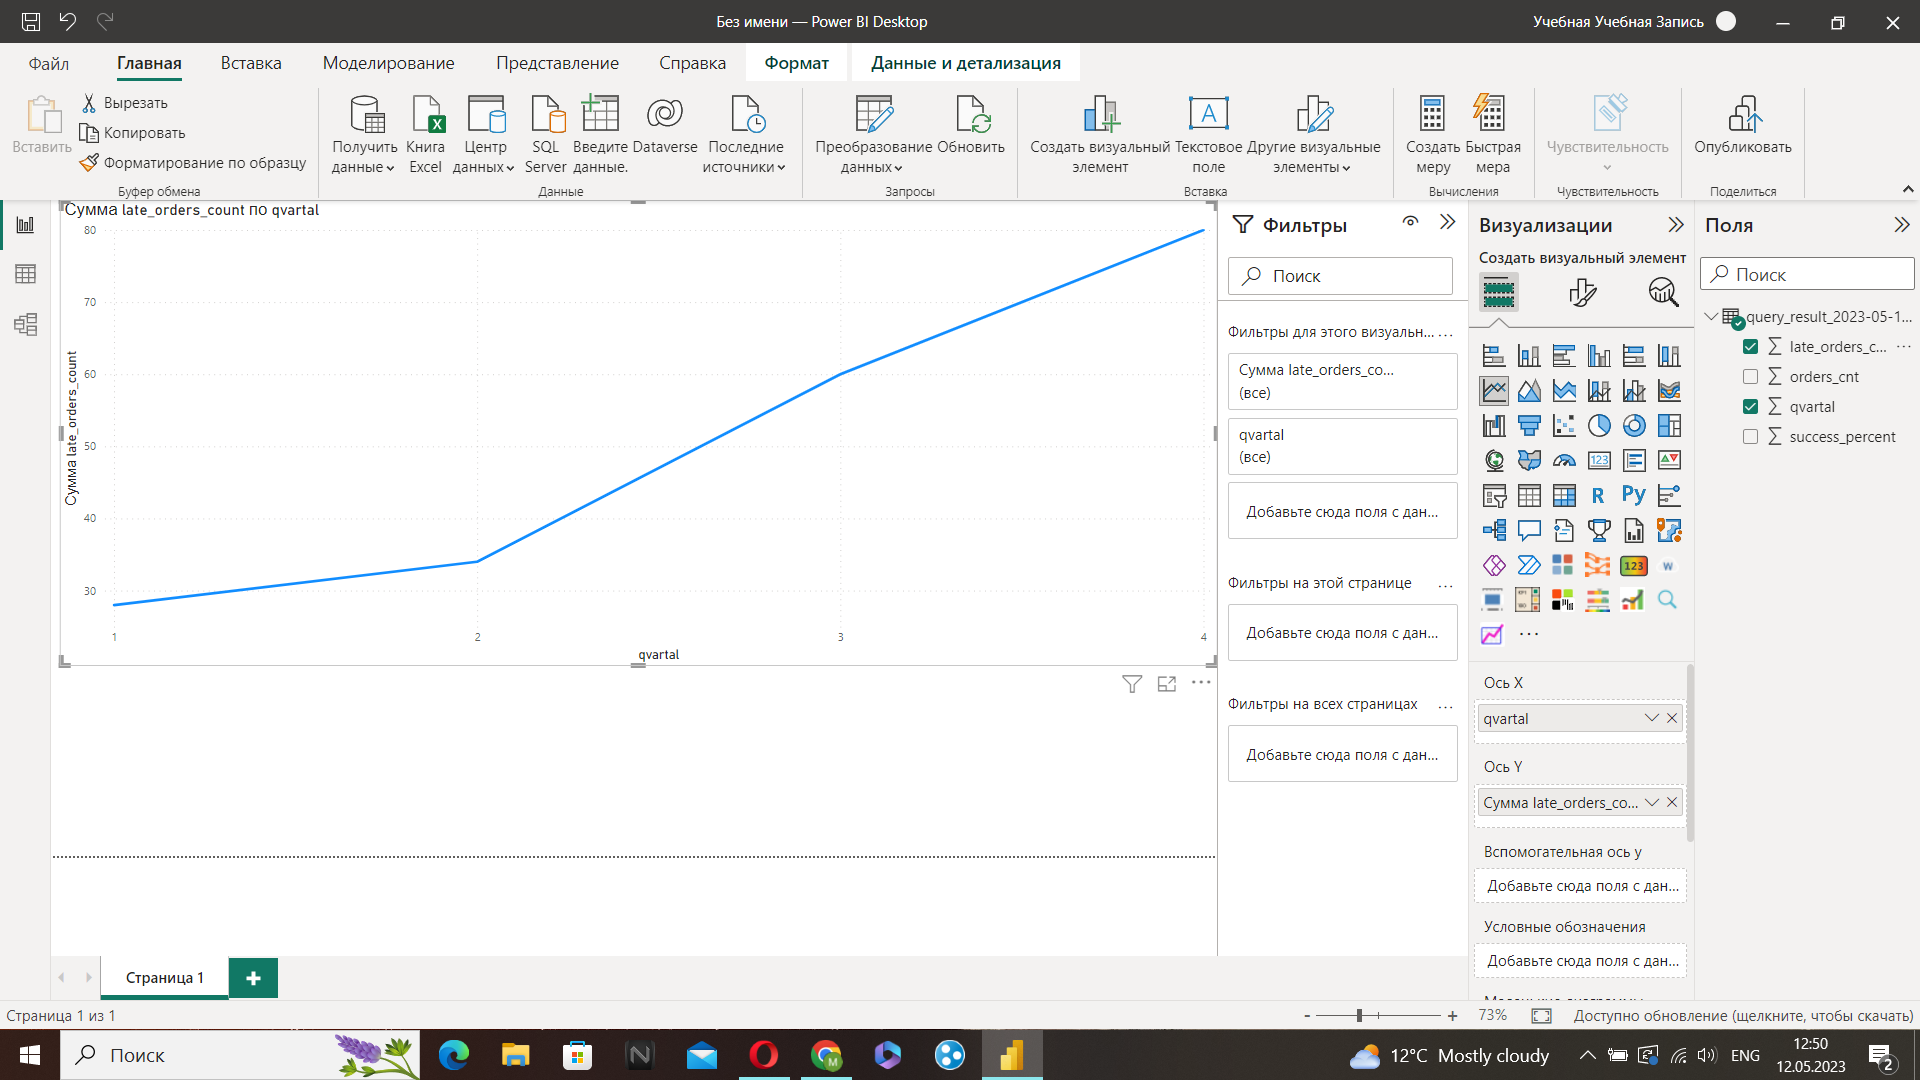 Без имени — Power BI Desktop
Учебная Учебная Запись
Файл
Главная
Вставка
Моделирование
Представление
Справка
Формат
Данные и детализация
Вставить
Вырезать
Копировать
Форматирование по образцу
Буфер обмена
Получить данные
Книга Excel
Центр данных
SQL Server
Введите данные.
Dataverse
Последние источники
Данные
Преобразование данных
Обновить
Запросы
Создать визуальный элемент
Текстовое поле
Другие визуальные элементы
Вставка
Создать меру
Быстрая мера
Вычисления
Чувствительность
Чувствительность
Опубликовать
Поделиться
Сумма late_orders_count по qvartal
Сумма late_orders_count
80
70
60
50
40
30
1
2
3
4
qvartal
Фильтры
Поиск
Фильтры для этого визуальн...
...
Сумма late_orders_co...
(все)
qvartal
(все)
Добавьте сюда поля с дан...
Фильтры на этой странице
...
Добавьте сюда поля с дан...
Фильтры на всех страницах
...
Добавьте сюда поля с дан...
Визуализации
Создать визуальный элемент
123
R
Py
123
W
...
Ось X
qvartal
Ось Y
Сумма late_orders_co...
Вспомогательная ось y
Добавьте сюда поля с дан...
Условные обозначения
Добавьте сюда поля с дан...
Поля
Поиск
query_result_2023-05-1...
late_orders_c...
...
orders_cnt
qvartal
success_percent
Страница 1
+
Страница 1 из 1
- + 73%
Доступно обновление (щелкните, чтобы скачать)
Поиск
12°C Mostly cloudy
ENG
12:50
12.05.2023
2